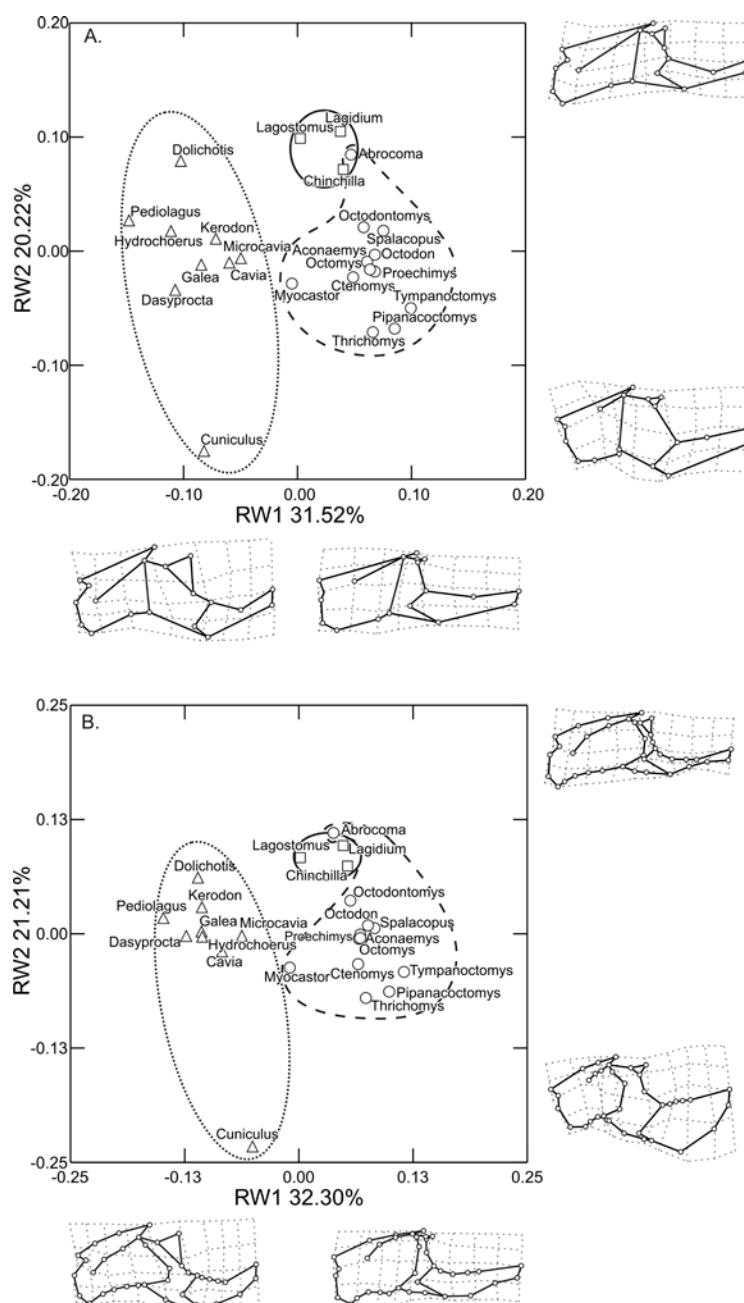 A.
0.20
0.10
0.00
-0.10
-0.20
RW2 20.22%
Lagostomus
Lagidium
Abrocoma
Chinchilla
Dolichotis
Pediolagus
Kerodon
Hydrochoerus
Microcavia
Galea
Cavia
Dasyprocta
Cuniculus
Octodontomys
Spalacopus
Aconaemys
Octodon
Octomys
Proechimys
Ctenomys
Myocastor
Tympanoctomys
Pipanacoctomys
Thrichomys
-0.20 -0.10 0.00 0.10 0.20
RW1 31.52%
B.
0.25
0.13
0.00
-0.13
-0.25
RW2 21.21%
Abrocoma
Lagostomus
Lagidium
Chinchilla
Dolichotis
Kerodon
Pediolagus
Galea
Microcavia
Dasyprocta
Hydrochoerus
Cavia
Cuniculus
Octodontomys
Octodon
Spalacopus
Proechimys
Aconaemys
Octomys
Myocastor
Ctenomys
Tympanoctomys
Pipanacoctomys
Thrichomys
-0.25 -0.13 0.00 0.13 0.25
RW1 32.30%